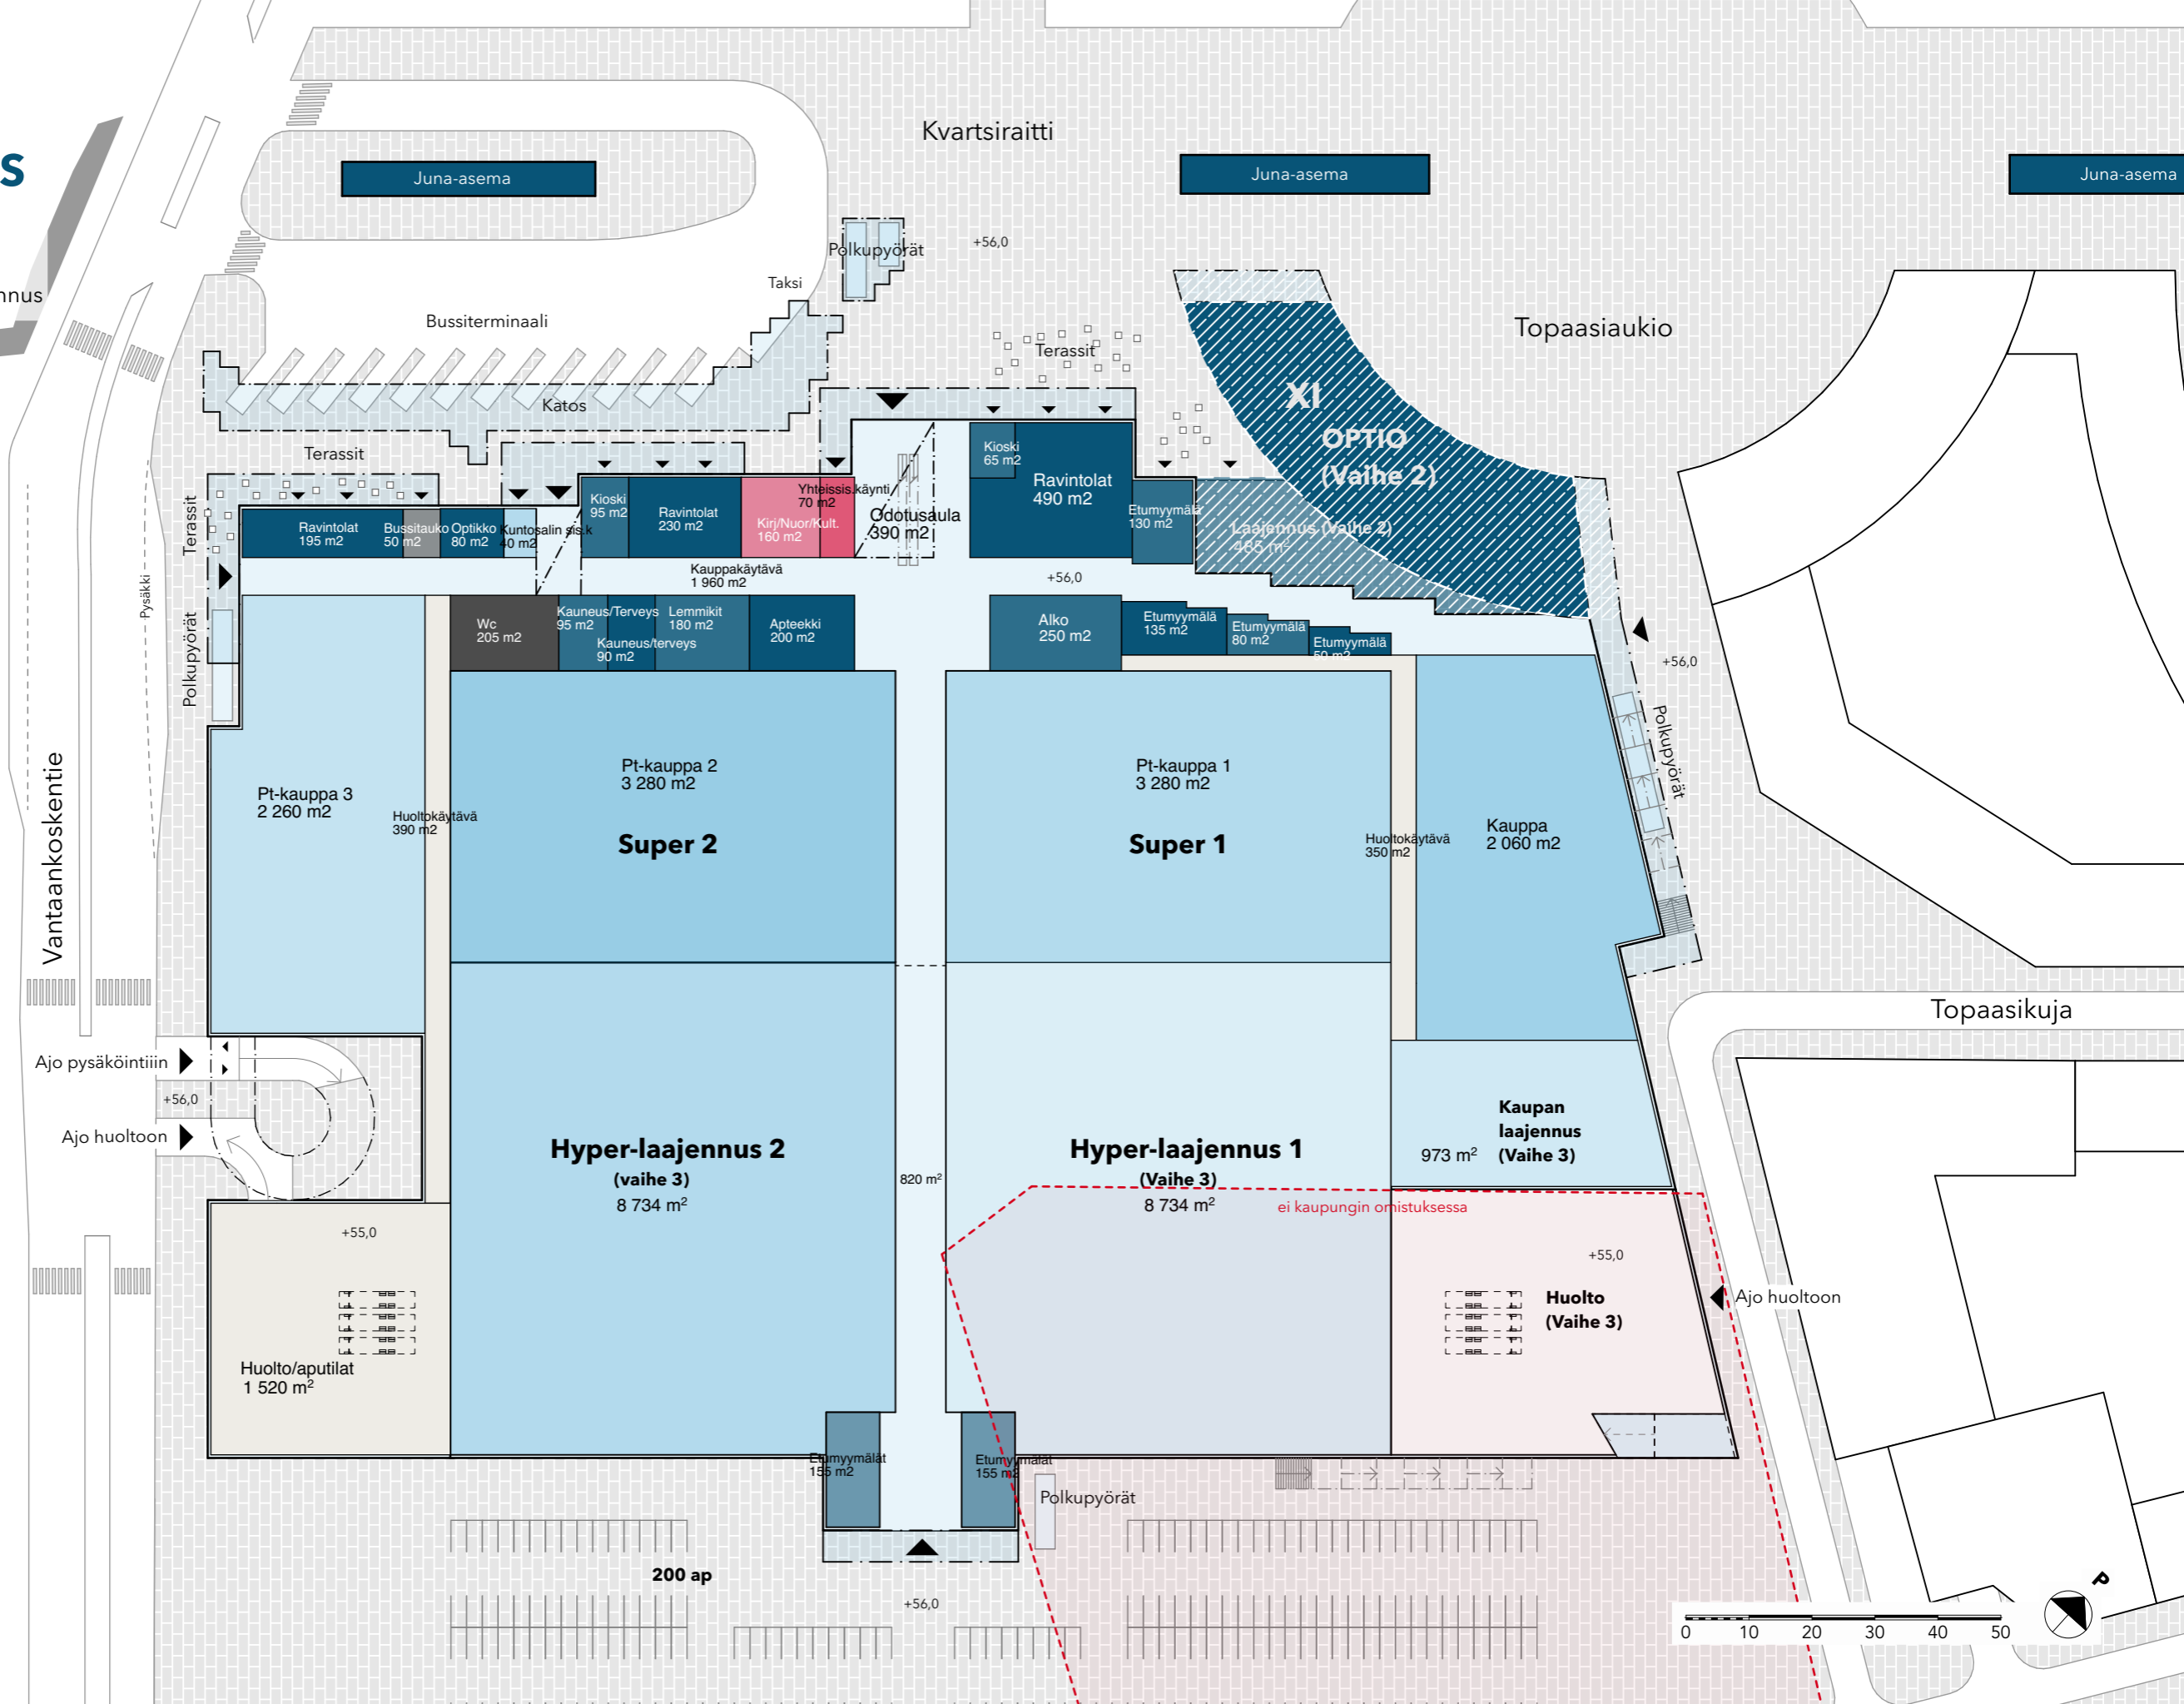 s
nnus
Kvartsiraitti
Juna-asema
Juna-asema
Juna-asema
Polkupyörät
+56,0
Taksi
Bussiterminaali
Topaasiaukio
Terassit
Katos
XI
OPTIO
(Vaihe 2)
Terassit
Terassit
Kioski
65 m2
Ravintolat
490 m2
Kioski
95 m2
Ravintolat
230 m2
Yhteissis.käynti
70 m2
Kirj/Nuor/Kult.
160 m2
Odotusaula
390 m2
Etumyymälä
130 m2
Laajennus (Vaihe 2)
485 m²
Ravintolat
195 m2
Bussitauko
50 m2
Optikko
80 m2
Kuntosalin sis.k
40 m2
Kauppakäytävä
1 960 m2
+56,0
Pysäkki
Polkupyörät
Wc
205 m2
Kauneus/Terveys
95 m2
Kauneus/terveys
90 m2
Lemmikit
180 m2
Apteekki
200 m2
Alko
250 m2
Etumyymälä
135 m2
Etumyymälä
80 m2
Etumyymälä
50 m2
+56,0
Polkupyörät
Vantaankoskentie
Pt-kauppa 3
2 260 m2
Huoltokäytävä
390 m2
Pt-kauppa 2
3 280 m2
Super 2
Pt-kauppa 1
3 280 m2
Super 1
Huoltokäytävä
350 m2
Kauppa
2 060 m2
Topaasikuja
Ajo pysäköintiin
+56,0
Ajo huoltoon
Hyper-laajennus 2
(vaihe 3)
8 734 m²
820 m²
Hyper-laajennus 1
(Vaihe 3)
8 734 m²
Kaupan
laajennus
(Vaihe 3)
973 m²
ei kaupungin omistuksessa
+55,0
+55,0
Huolto
(Vaihe 3)
Ajo huoltoon
Huolto/aputilat
1 520 m²
Etumyymälät
155 m2
Etumyymälät
155 m2
Polkupyörät
200 ap
+56,0
P
0 10 20 30 40 50